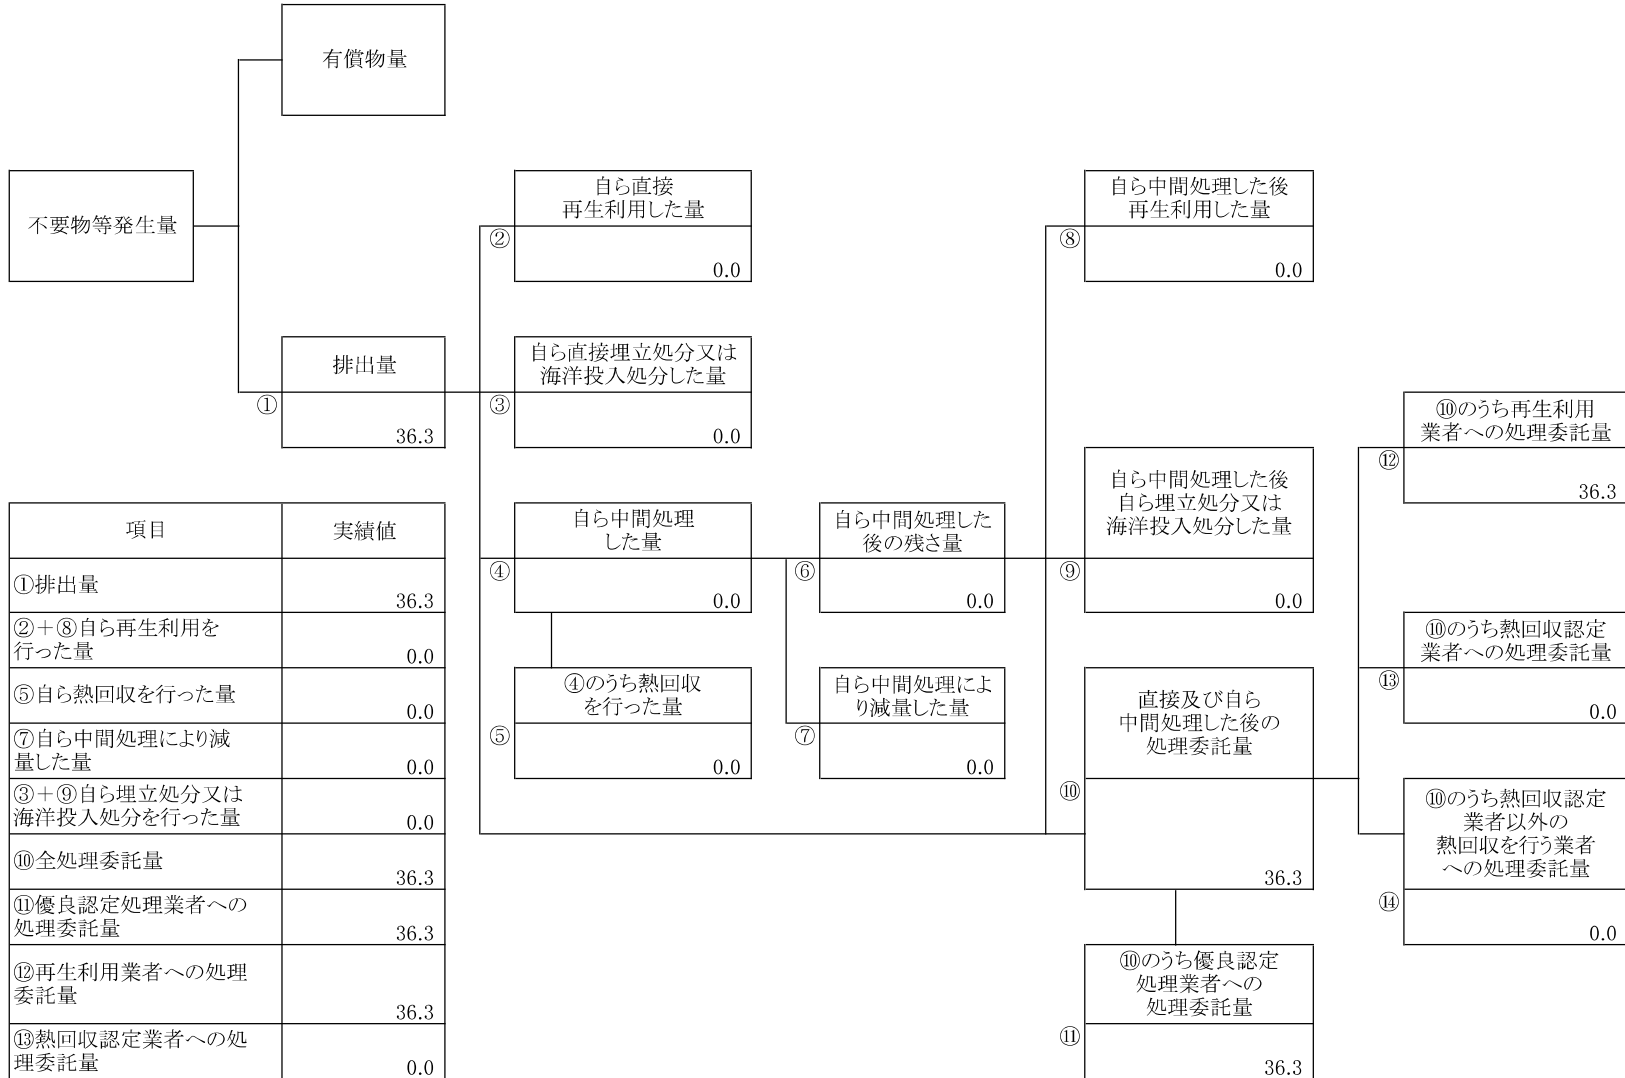 有償物量
不要物等発生量
排出量
①
36.3
自ら直接
再生利用した量
②
0.0
自ら直接埋立処分又は
海洋投入処分した量
③
0.0
自ら中間処理
した量
④
0.0
④のうち熱回収
を行った量
⑤
0.0
自ら中間処理した
後の残さ量
⑥
0.0
自ら中間処理によ
り減量した量
⑦
0.0
自ら中間処理した後
再生利用した量
⑧
0.0
自ら中間処理した後
自ら埋立処分又は
海洋投入処分した量
⑨
0.0
直接及び自ら
中間処理した後の
処理委託量
⑩
36.3
⑩のうち優良認定
処理業者への
処理委託量
⑪
36.3
⑩のうち再生利用
業者への処理委託量
⑫
36.3
⑩のうち熱回収認定
業者への処理委託量
⑬
0.0
⑩のうち熱回収認定
業者以外の
熱回収を行う業者
への処理委託量
⑭
0.0
項目 実績値
①排出量 36.3
②＋⑧自ら再生利用を
行った量 0.0
⑤自ら熱回収を行った量 0.0
⑦自ら中間処理により減
量した量 0.0
③＋⑨自ら埋立処分又は
海洋投入処分を行った量 0.0
⑩全処理委託量 36.3
⑪優良認定処理業者への
処理委託量 36.3
⑫再生利用業者への処理
委託量 36.3
⑬熱回収認定業者への処
理委託量 0.0